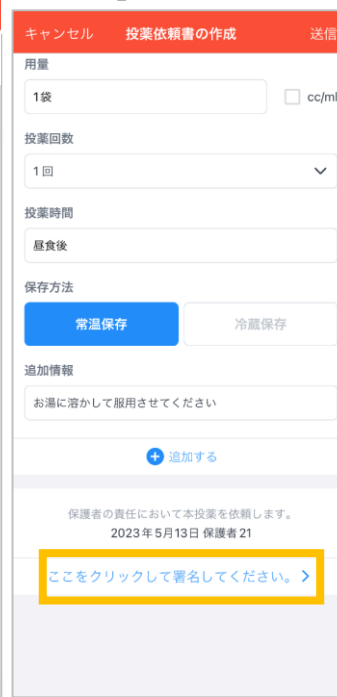 キャンセル 投薬依頼書の作成 送信
用量
1袋 cc/ml
投薬回数
1回
投薬時間
昼食後
保存方法
常温保存 冷蔵保存
追加情報
お湯に溶かして服用させてください
追加する
保護者の責任において本投薬を依頼します。
2023年5月13日 保護者21
ここをクリックして署名してください。